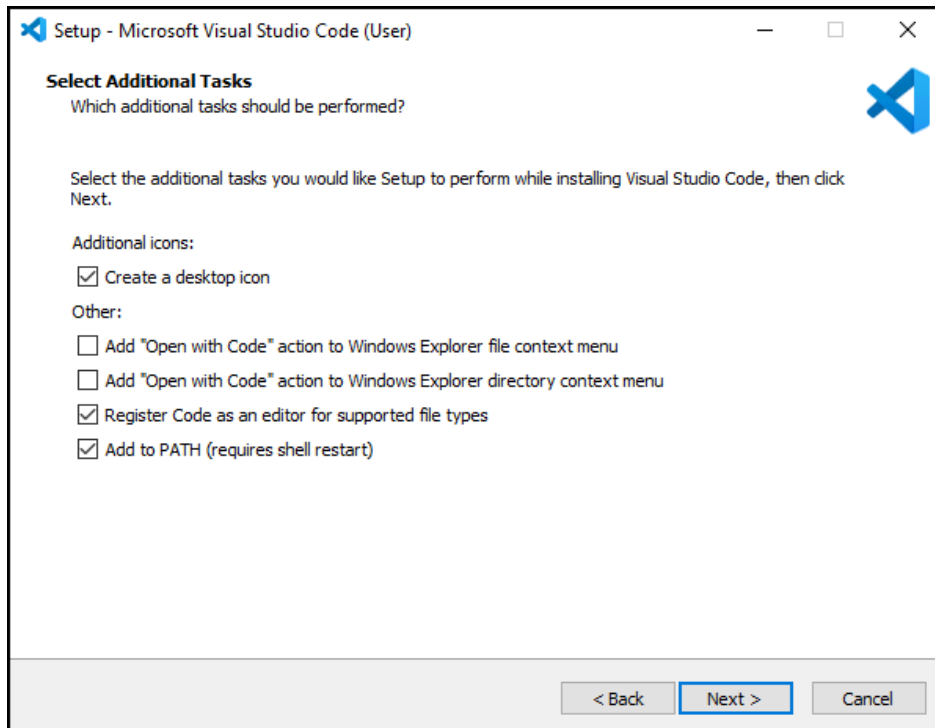 Setup - Microsoft Visual Studio Code (User)
Select Additional Tasks
Which additional tasks should be performed?
Select the additional tasks you would like Setup to perform while installing Visual Studio Code, then click
Next.
Additional icons:
Create a desktop icon
Other:
Add "Open with Code" action to Windows Explorer file context menu
Add "Open with Code" action to Windows Explorer directory context menu
Register Code as an editor for supported file types
Add to PATH (requires shell restart)
< Back
Next >
Cancel